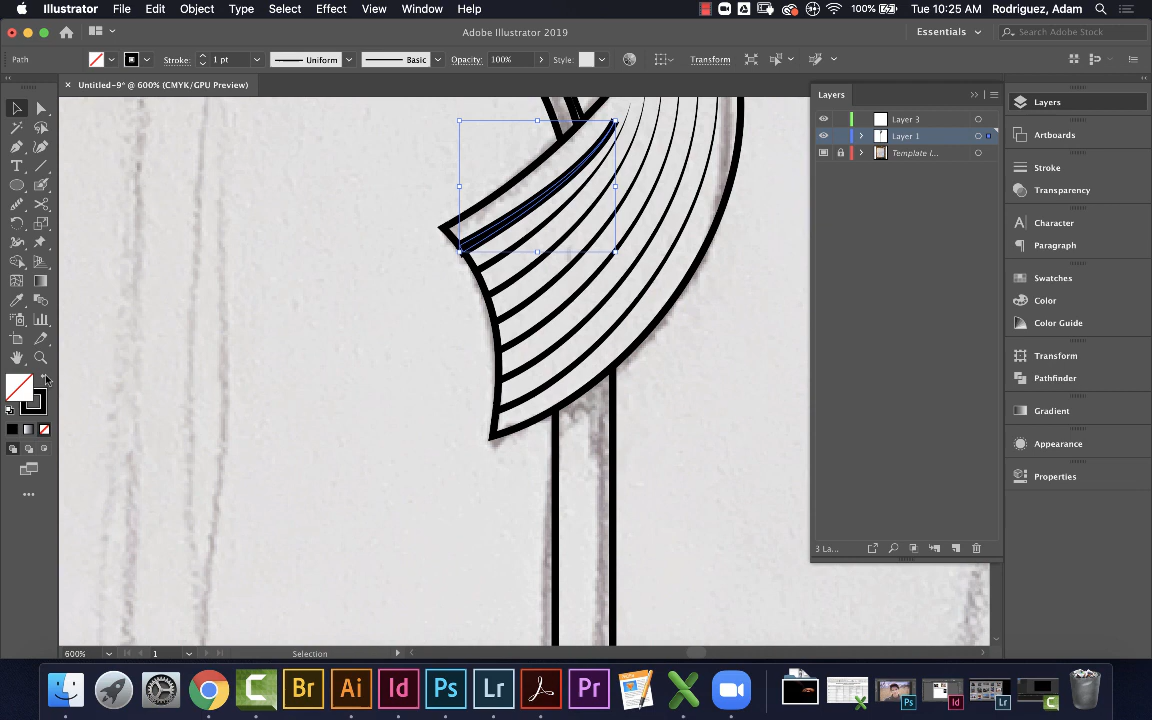 Illustrator File Edit Object Type Select Effect View Window Help 100% Tue 10:25 AM Rodriguez, Adam
Adobe Illustrator 2019 Essentials Search Adobe Stock
Path Stroke: 1 pt Uniform Basic Opacity: 100% Style: Transform
× Untitled-9* @ 600% (CMYK/GPU Preview)
Layers
Layer 3
Layer 1
Template I...
3 La...
Layers
Artboards
Stroke
Transparency
Character
Paragraph
Swatches
Color
Color Guide
Transform
Pathfinder
Gradient
Appearance
Properties
600% 1 Selection
Br Ai Id Ps Lr Pr Ps Id Lr